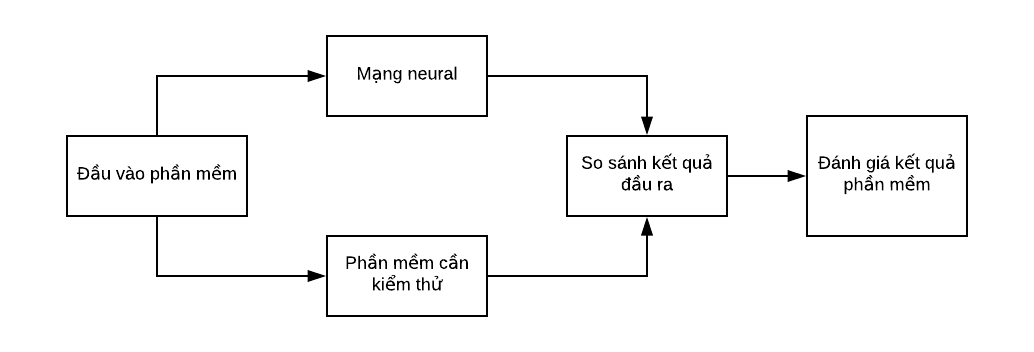 Mạng neural
Đầu vào phần mềm
So sánh kết quả
đầu ra
Đánh giá kết quả
phần mềm
Phần mềm cần
kiểm thử